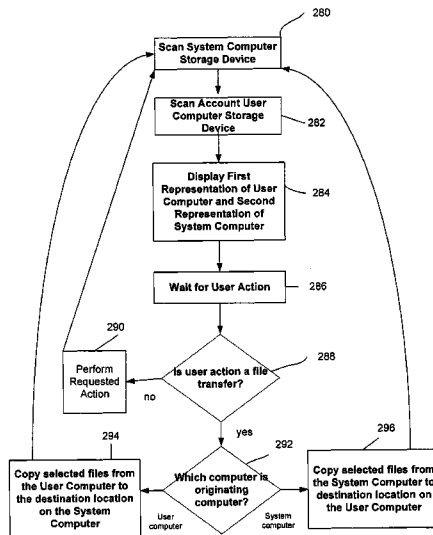 280
Scan System Computer
Storage Device
Scan Account User
Computer Storage
Device
282
Display First
Representation of User
Computer and Second
Representation of
System Computer
284
Wait for User Action
286
290
Perform
Requested
Action
Is user action a file
transfer?
288
no
yes
294
292
296
Copy selected files from
the User Computer to
the destination location
on the System
Computer
Which computer is
originating
computer?
User
computer
System
computer
Copy selected files from
the System Computer to
destination location on
the User Computer